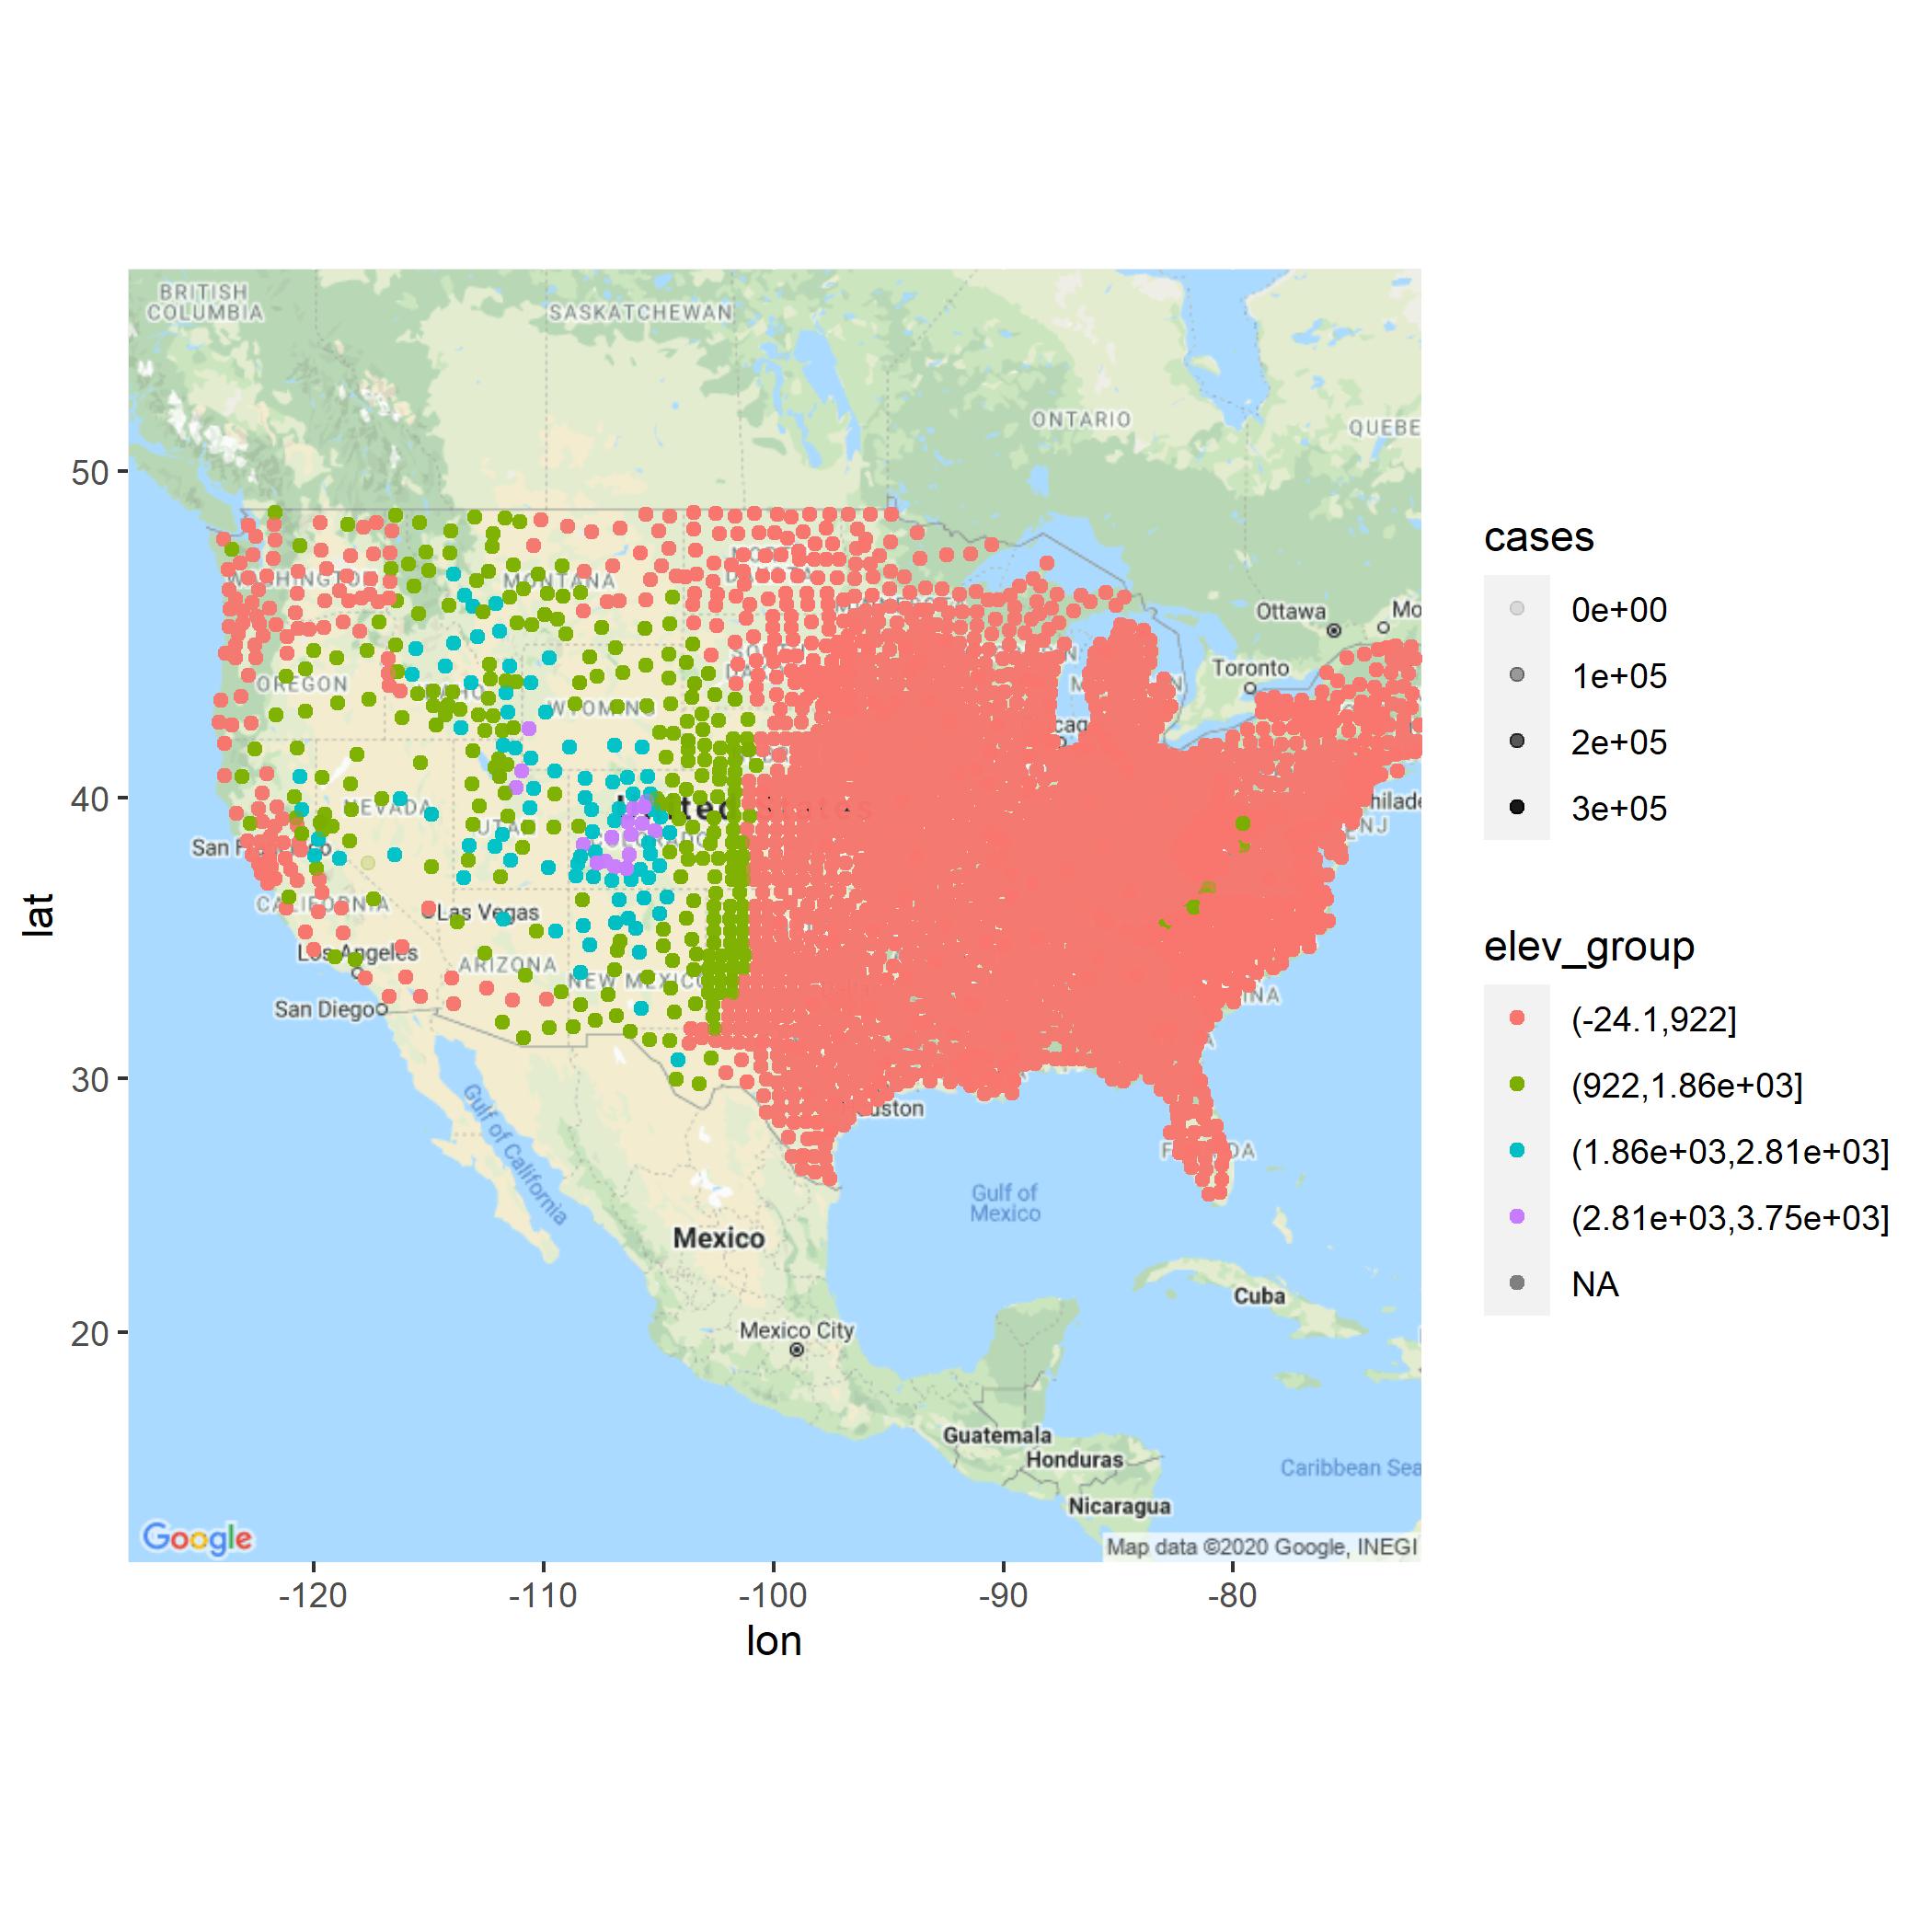 BRITISH
COLUMBIA
SASKATCHEWAN
ONTARIO
QUEBE
50
Ottawa
Mo
Toronto
MONTANA
OREGON
WYOMING
40
NEVADA
hilade
NJ
San F
CALIFORNIA
Las Vegas
Los Angeles
ARIZONA
NEW MEXICO
San Diego
INA
30
uston
Gulf of California
F
DA
Gulf of
Mexico
Mexico
Cuba
20
Mexico City
Guatemala
Honduras
Caribbean Sea
Nicaragua
Google
Map data ©2020 Google, INEGI
-120
-110
-100
-90
-80
lon
lat
cases
0e+00
1e+05
2e+05
3e+05
elev_group
(-24.1,922]
(922,1.86e+03]
(1.86e+03,2.81e+03]
(2.81e+03,3.75e+03]
NA